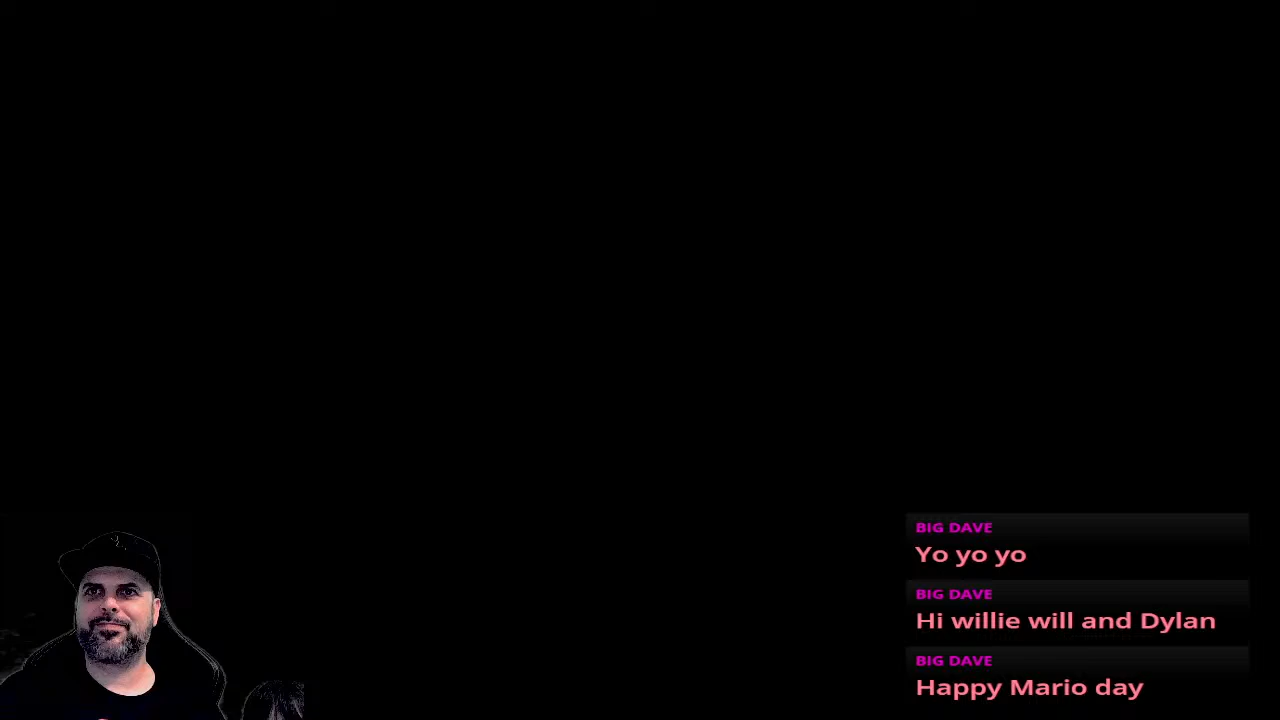 BIG DAVE
Yo yo yo
BIG DAVE
Hi willie will and Dylan
BIG DAVE
Happy Mario day